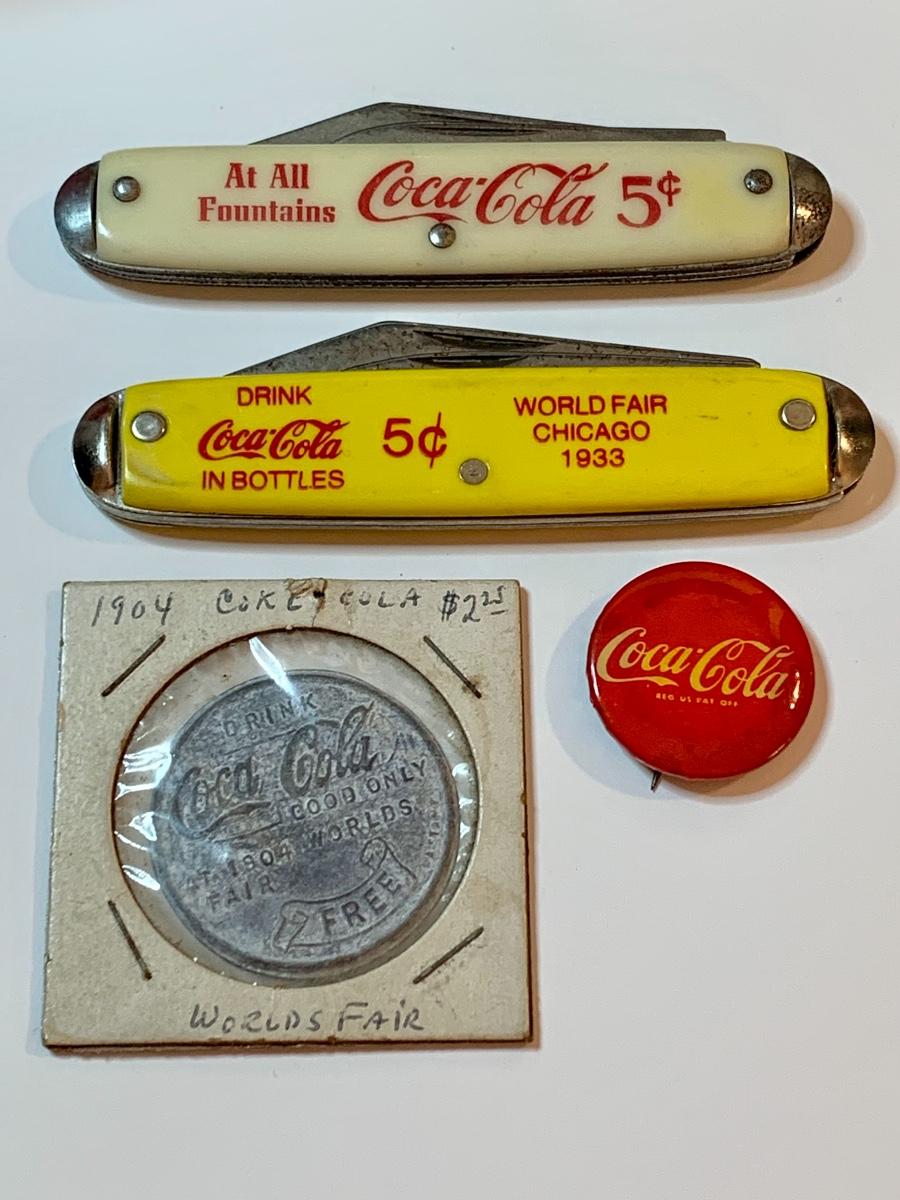 At All
Fountains
Coca-Cola 5¢
DRINK
Coca-Cola
IN BOTTLES
5¢
WORLD FAIR
CHICAGO
1933
1904 COKE COLA $2.25
DRINK
Coca Cola
GOOD ONLY
AT 1904 WORLDS
FAIR
FREE
WORLDS FAIR
Coca-Cola
REG US PAT OFF